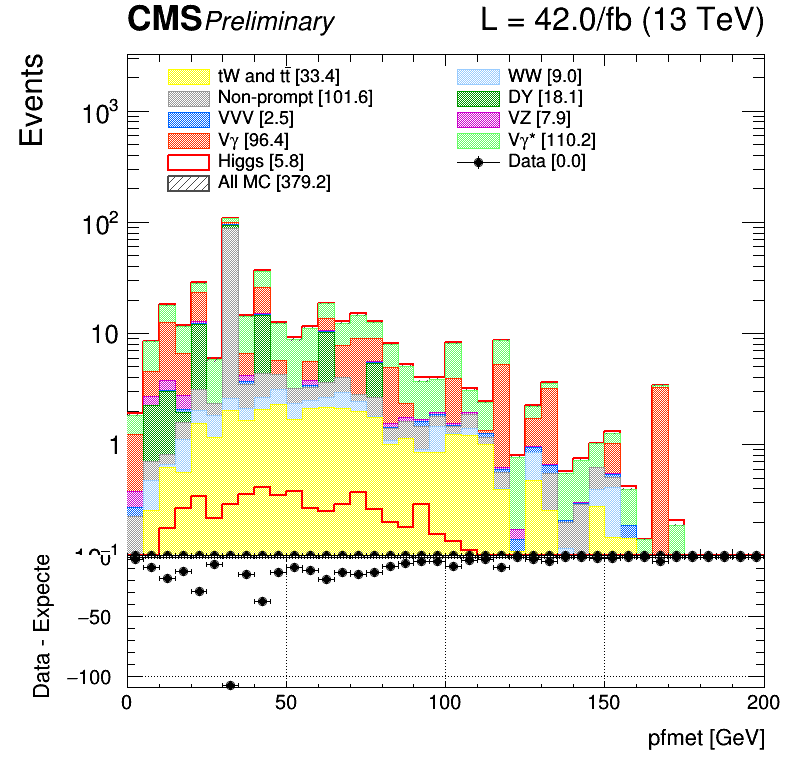 CMS Preliminary L = 42.0/fb (13 TeV)
Events
tW and tt̅ [33.4] WW [9.0]
Non-prompt [101.6] DY [18.1]
VVV [2.5] VZ [7.9]
Vγ [96.4] Vγ* [110.2]
Higgs [5.8] Data [0.0]
All MC [379.2]
10³
10²
10
1
Data - Expecte
0
−50
−100
0 50 100 150 200
pfmet [GeV]